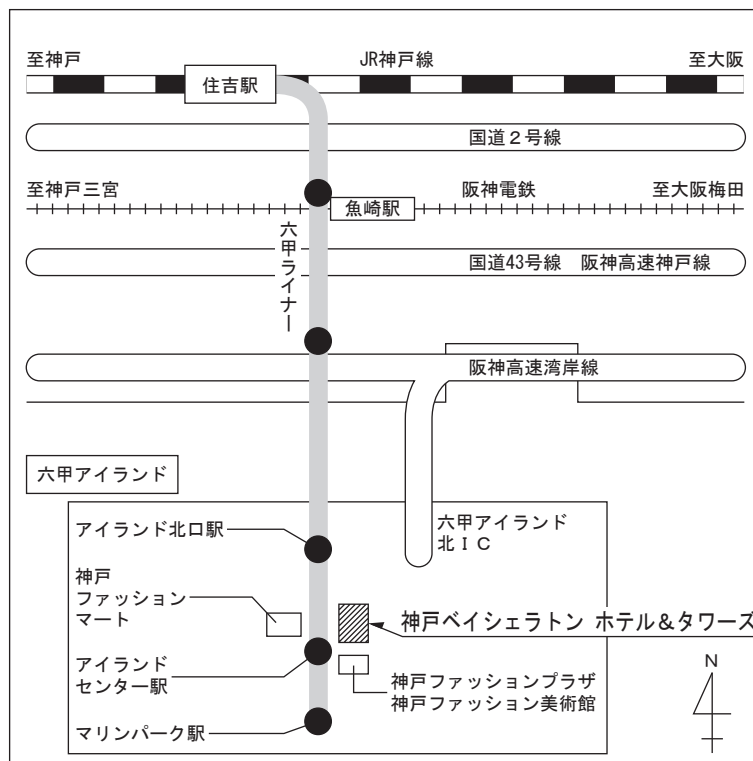 至神戸
JR神戸線
至大阪
住吉駅
国道２号線
至神戸三宮
阪神電鉄
至大阪梅田
魚崎駅
六甲ライナー
国道43号線　阪神高速神戸線
阪神高速湾岸線
六甲アイランド
アイランド北口駅
六甲アイランド
北ＩＣ
神戸
ファッション
マート
神戸ベイシェラトン ホテル＆タワーズ
アイランド
センター駅
神戸ファッションプラザ
神戸ファッション美術館
マリンパーク駅
N